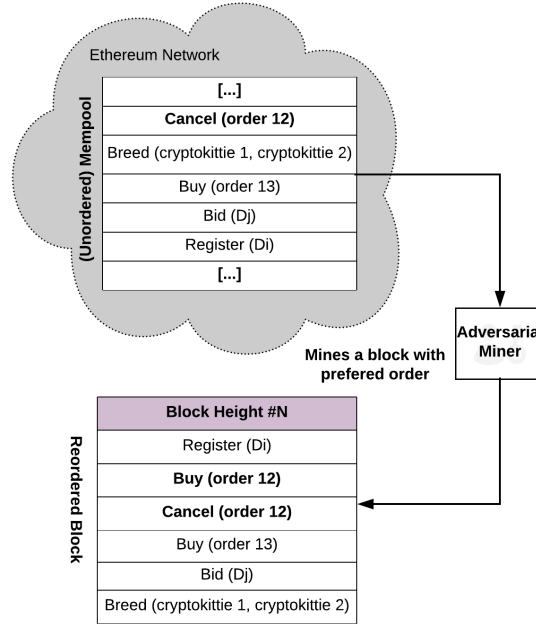 Ethereum Network
(Unordered) Mempool
[...]
Cancel (order 12)
Breed (cryptokittie 1, cryptokittie 2)
Buy (order 13)
Bid (Dj)
Register (Di)
[...]
Adversaria
Miner
Mines a block with
prefered order
Reordered Block
Block Height #N
Register (Di)
Buy (order 12)
Cancel (order 12)
Buy (order 13)
Bid (Dj)
Breed (cryptokittie 1, cryptokittie 2)